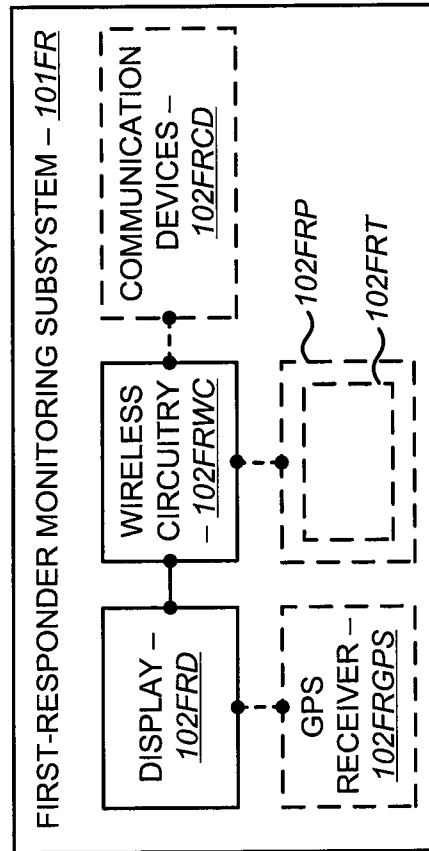 FIRST-RESPONDER MONITORING SUBSYSTEM – 101FR
DISPLAY –
102FRD
WIRELESS
CIRCUITRY
– 102FRWC
COMMUNICATION
DEVICES –
102FRCD
GPS
RECEIVER –
102FRGPS
102FRP
102FRT